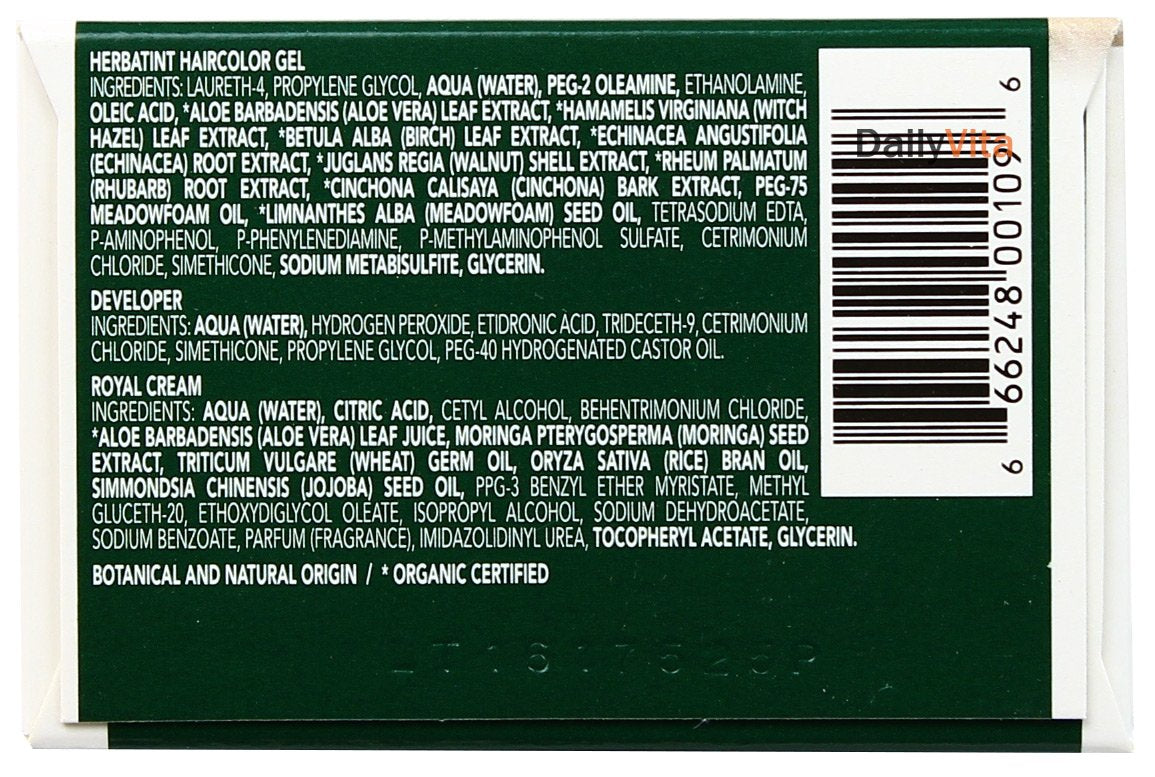 HERBATINT HAIRCOLOR GEL
INGREDIENTS: LAURETH-4, PROPYLENE GLYCOL, AQUA (WATER), PEG-2 OLEAMINE, ETHANOLAMINE,
OLEIC ACID, *ALOE BARBADENSIS (ALOE VERA) LEAF EXTRACT, *HAMAMELIS VIRGINIANA (WITCH
HAZEL) LEAF EXTRACT, *BETULA ALBA (BIRCH) LEAF EXTRACT, *ECHINACEA ANGUSTIFOLIA
(ECHINACEA) ROOT EXTRACT, *JUGLANS REGIA (WALNUT) SHELL EXTRACT, *RHEUM PALMATUM
(RHUBARB) ROOT EXTRACT, *CINCHONA CALISAYA (CINCHONA) BARK EXTRACT, PEG-75
MEADOWFOAM OIL, *LIMNANTHES ALBA (MEADOWFOAM) SEED OIL, TETRASODIUM EDTA,
P-AMINOPHENOL, P-PHENYLENEDIAMINE, P-METHYLAMINOPHENOL SULFATE, CETRIMONIUM
CHLORIDE, SIMETHICONE, SODIUM METABISULFITE, GLYCERIN.
DEVELOPER
INGREDIENTS: AQUA (WATER), HYDROGEN PEROXIDE, ETIDRONIC ACID, TRIDECETH-9, CETRIMONIUM
CHLORIDE, SIMETHICONE, PROPYLENE GLYCOL, PEG-40 HYDROGENATED CASTOR OIL.
ROYAL CREAM
INGREDIENTS: AQUA (WATER), CITRIC ACID, CETYL ALCOHOL, BEHENTRIMONIUM CHLORIDE,
*ALOE BARBADENSIS (ALOE VERA) LEAF JUICE, MORINGA PTERYGOSPERMA (MORINGA) SEED
EXTRACT, TRITICUM VULGARE (WHEAT) GERM OIL, ORYZA SATIVA (RICE) BRAN OIL,
SIMMONDSIA CHINENSIS (JOJOBA) SEED OIL, PPG-3 BENZYL ETHER MYRISTATE, METHYL
GLUCETH-20, ETHOXYDIGLYCOL OLEATE, ISOPROPYL ALCOHOL, SODIUM DEHYDROACETATE,
SODIUM BENZOATE, PARFUM (FRAGRANCE), IMIDAZOLIDINYL UREA, TOCOPHERYL ACETATE, GLYCERIN.
BOTANICAL AND NATURAL ORIGIN / * ORGANIC CERTIFIED
DailyVita
6 66248 00109 6